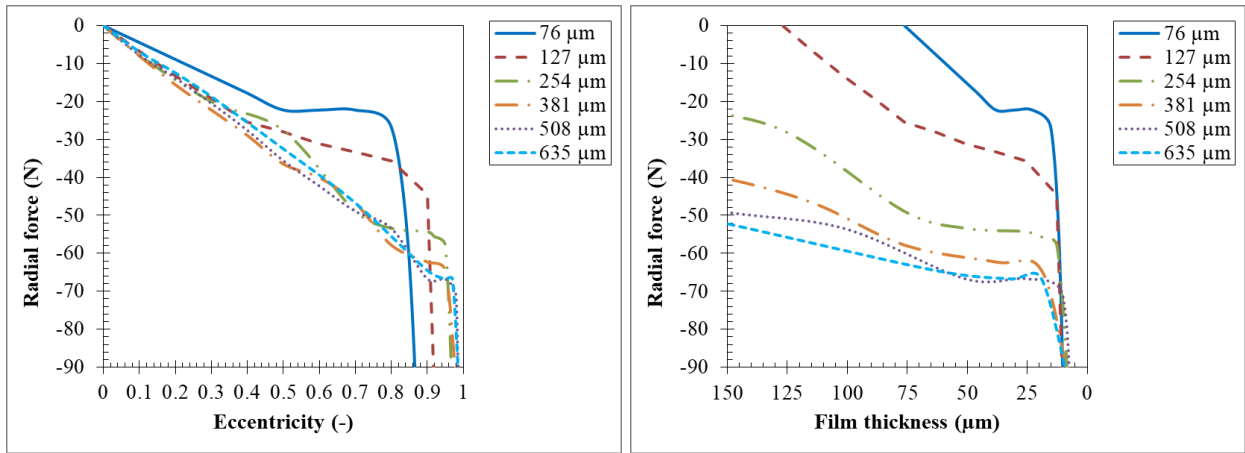 0
-10
-20
-30
-40
-50
-60
-70
-80
-90
Radial force (N)
0 0.1 0.2 0.3 0.4 0.5 0.6 0.7 0.8 0.9 1
Eccentricity (-)
76 µm
127 µm
254 µm
381 µm
508 µm
635 µm
0
-10
-20
-30
-40
-50
-60
-70
-80
-90
Radial force (N)
150 125 100 75 50 25 0
Film thickness (µm)
76 µm
127 µm
254 µm
381 µm
508 µm
635 µm